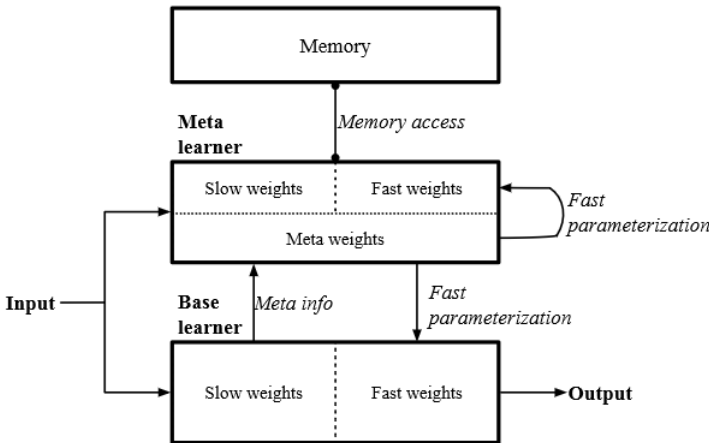 Memory
Meta
learner
Memory access
Slow weights
Fast weights
Meta weights
Fast
parameterization
Input
Base
learner
Meta info
Fast
parameterization
Slow weights
Fast weights
Output